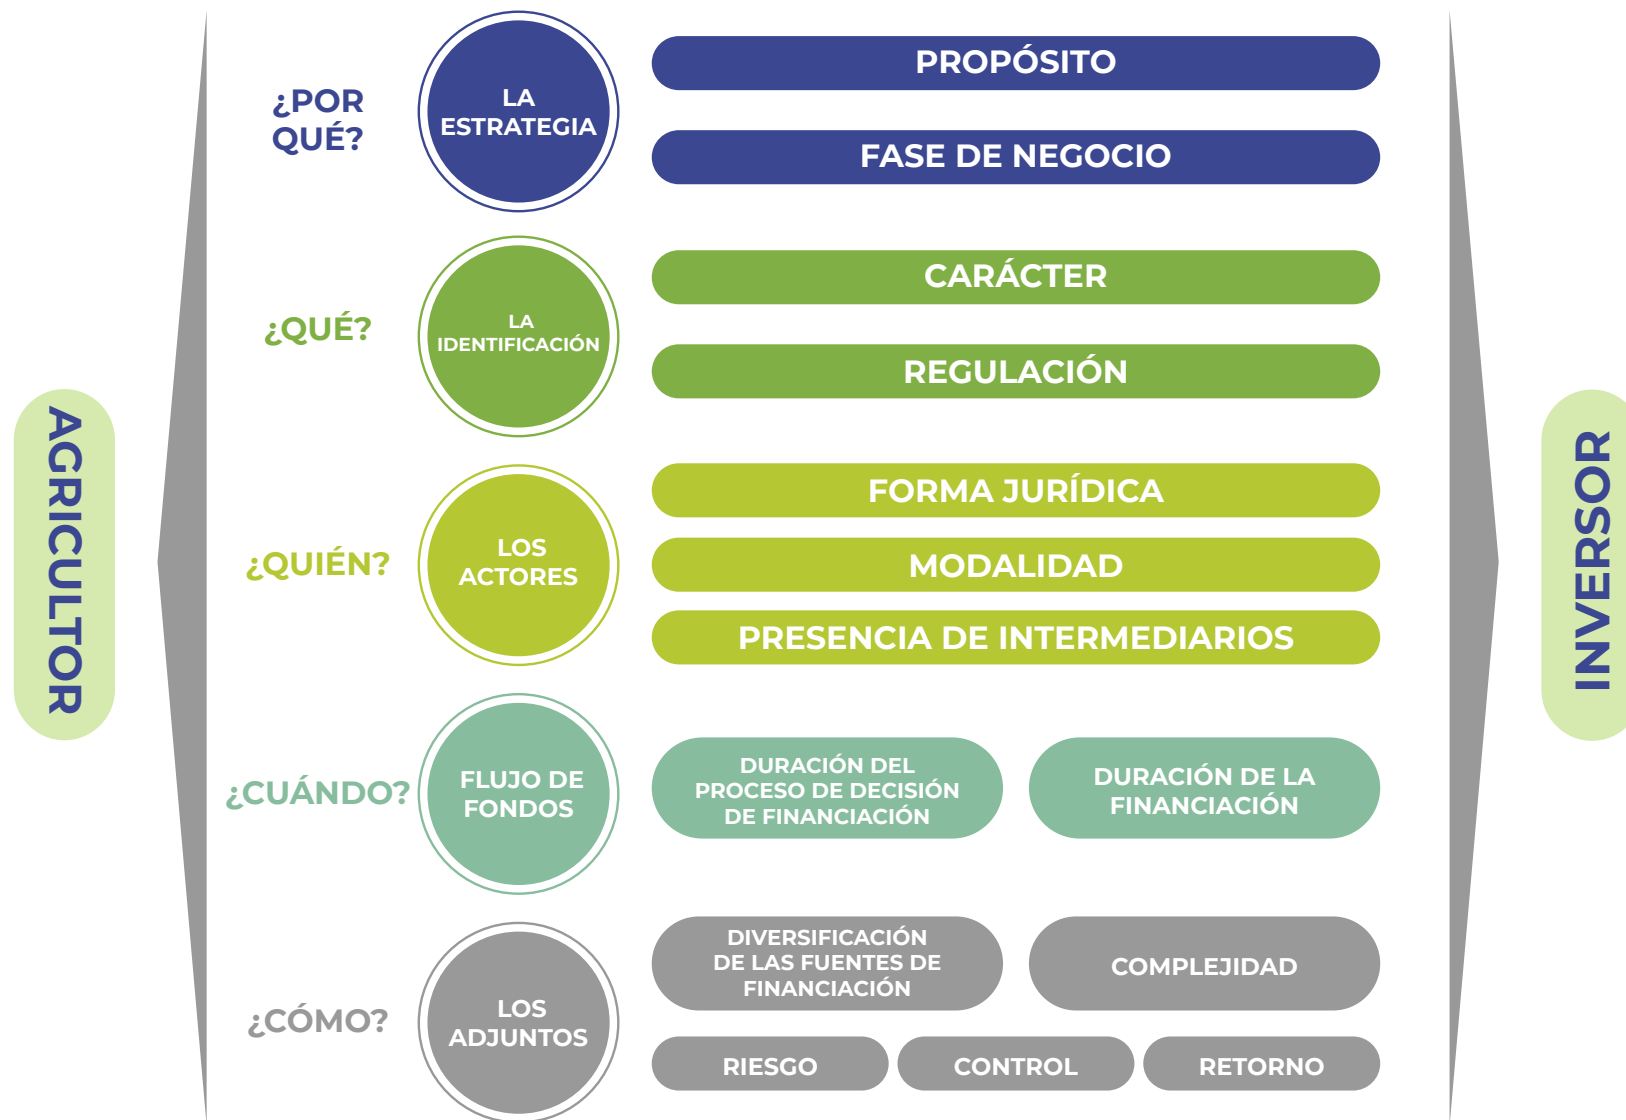 AGRICULTOR
¿POR
QUÉ?
LA
ESTRATEGIA
PROPÓSITO
FASE DE NEGOCIO
¿QUÉ?
LA
IDENTIFICACIÓN
CARÁCTER
REGULACIÓN
¿QUIÉN?
LOS
ACTORES
FORMA JURÍDICA
MODALIDAD
PRESENCIA DE INTERMEDIARIOS
¿CUÁNDO?
FLUJO DE
FONDOS
DURACIÓN DEL
PROCESO DE DECISIÓN
DE FINANCIACIÓN
DURACIÓN DE LA
FINANCIACIÓN
¿CÓMO?
LOS
ADJUNTOS
DIVERSIFICACIÓN
DE LAS FUENTES DE
FINANCIACIÓN
COMPLEJIDAD
RIESGO
CONTROL
RETORNO
INVERSOR